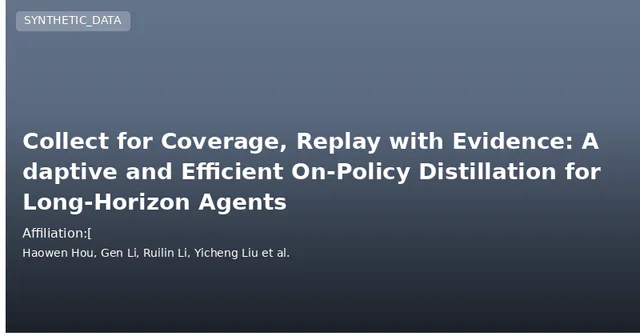 SYNTHETIC_DATA
Collect for Coverage, Replay with Evidence: A
daptive and Efficient On-Policy Distillation for
Long-Horizon Agents
Affiliation:[
Haowen Hou, Gen Li, Ruilin Li, Yicheng Liu et al.